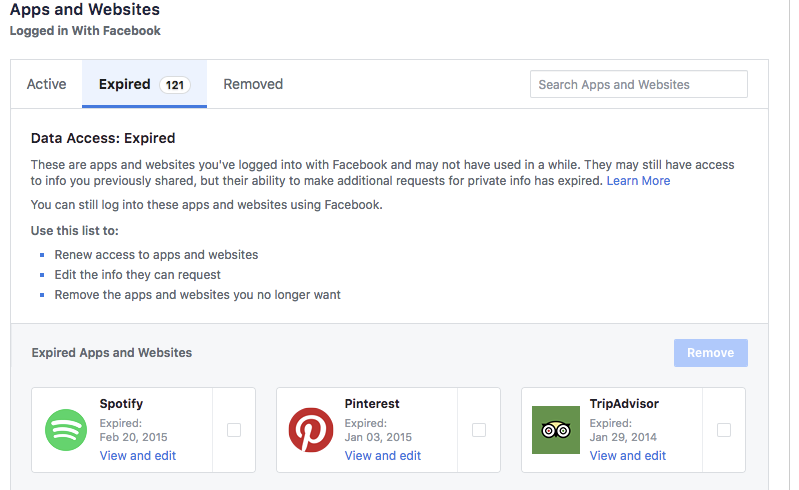 Apps and Websites
Logged in With Facebook
Active
Expired 121
Removed
Search Apps and Websites
Data Access: Expired
These are apps and websites you've logged into with Facebook and may not have used in a while. They may still have access
to info you previously shared, but their ability to make additional requests for private info has expired. Learn More
You can still log into these apps and websites using Facebook.
Use this list to:
Renew access to apps and websites
Edit the info they can request
Remove the apps and websites you no longer want
Expired Apps and Websites
Remove
Spotify
Expired:
Feb 20, 2015
View and edit
Pinterest
Expired:
Jan 03, 2015
View and edit
TripAdvisor
Expired:
Jan 29, 2014
View and edit